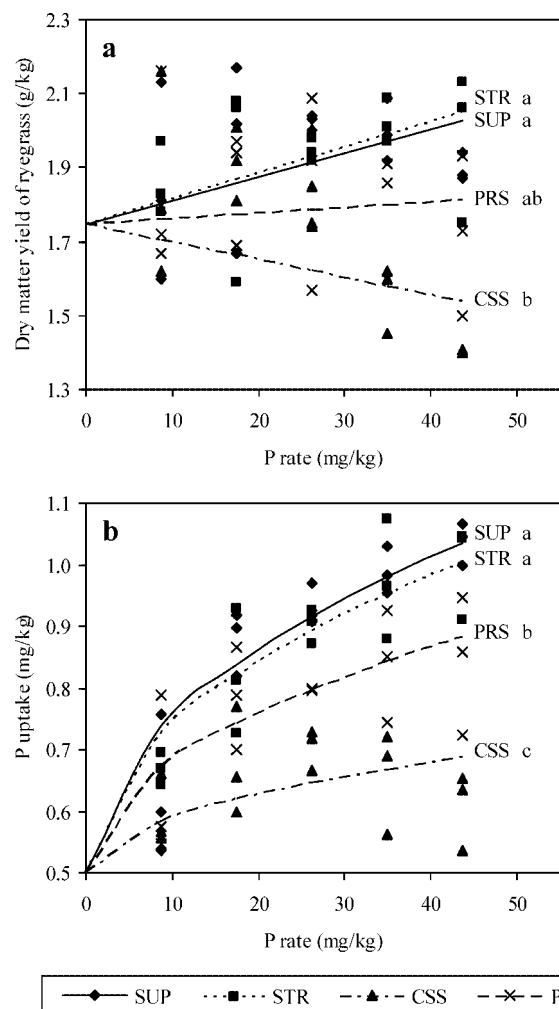 a
2.3
2.1
1.9
1.7
1.5
1.3
Dry matter yield of ryegrass (g/kg)
STR a
SUP a
PRS ab
CSS b
0 10 20 30 40 50
P rate (mg/kg)
b
1.1
1.0
0.9
0.8
0.7
0.6
0.5
P uptake (mg/kg)
SUP a
STR a
PRS b
CSS c
0 10 20 30 40 50
P rate (mg/kg)
SUP STR CSS P